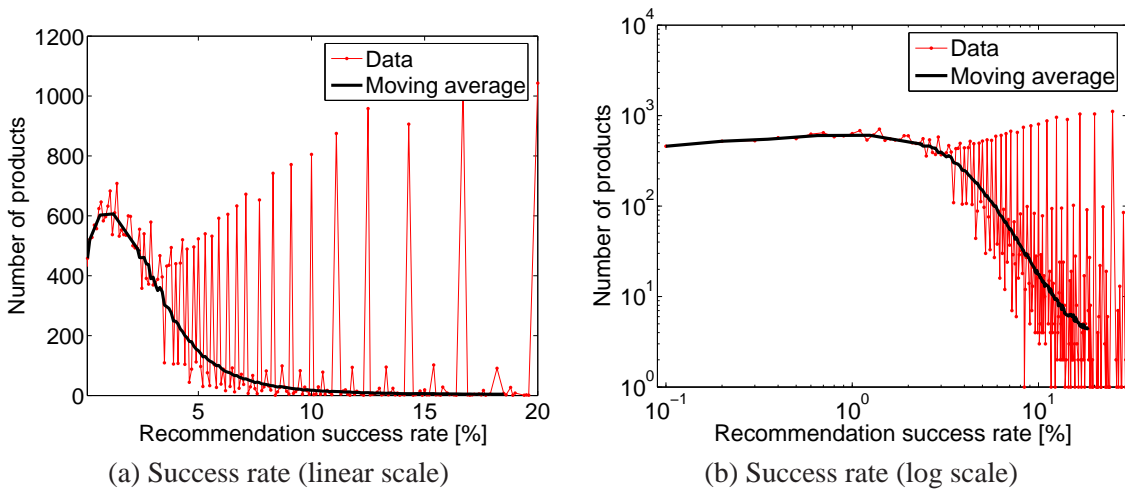 1200
1000
800
600
400
200
0
Number of products
5
10
15
20
Recommendation success rate [%]
Data
Moving average
(a) Success rate (linear scale)
10^4
10^3
10^2
10^1
10^0
Number of products
10^−1
10^0
10^1
Recommendation success rate [%]
Data
Moving average
(b) Success rate (log scale)